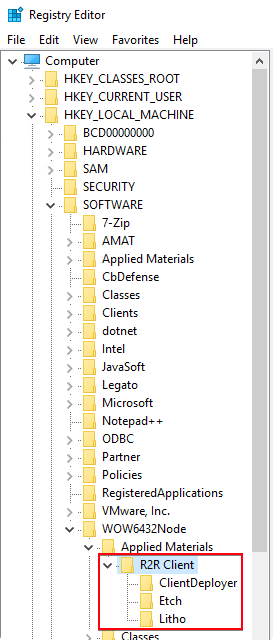 Registry Editor
File Edit View Favorites Help
Computer
HKEY_CLASSES_ROOT
HKEY_CURRENT_USER
HKEY_LOCAL_MACHINE
BCD00000000
HARDWARE
SAM
SECURITY
SOFTWARE
7-Zip
AMAT
Applied Materials
CbDefense
Classes
Clients
dotnet
Intel
JavaSoft
Legato
Microsoft
Notepad++
ODBC
Partner
Policies
RegisteredApplications
VMware, Inc.
WOW6432Node
Applied Materials
R2R Client
ClientDeployer
Etch
Litho
Classes